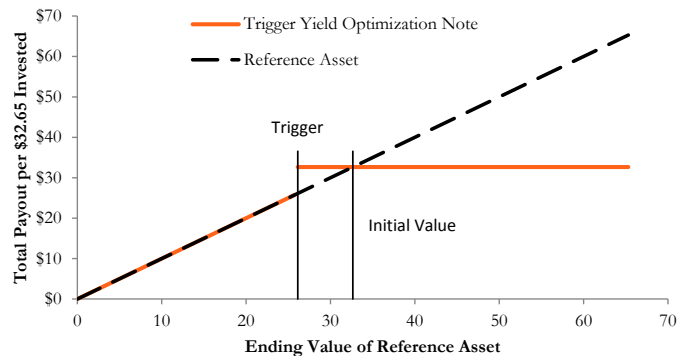 Trigger Yield Optimization Note
Reference Asset
$70
$60
$50
$40
$30
$20
$10
$0
Total Payout per $32.65 Invested
Trigger
Initial Value
0 10 20 30 40 50 60 70
Ending Value of Reference Asset